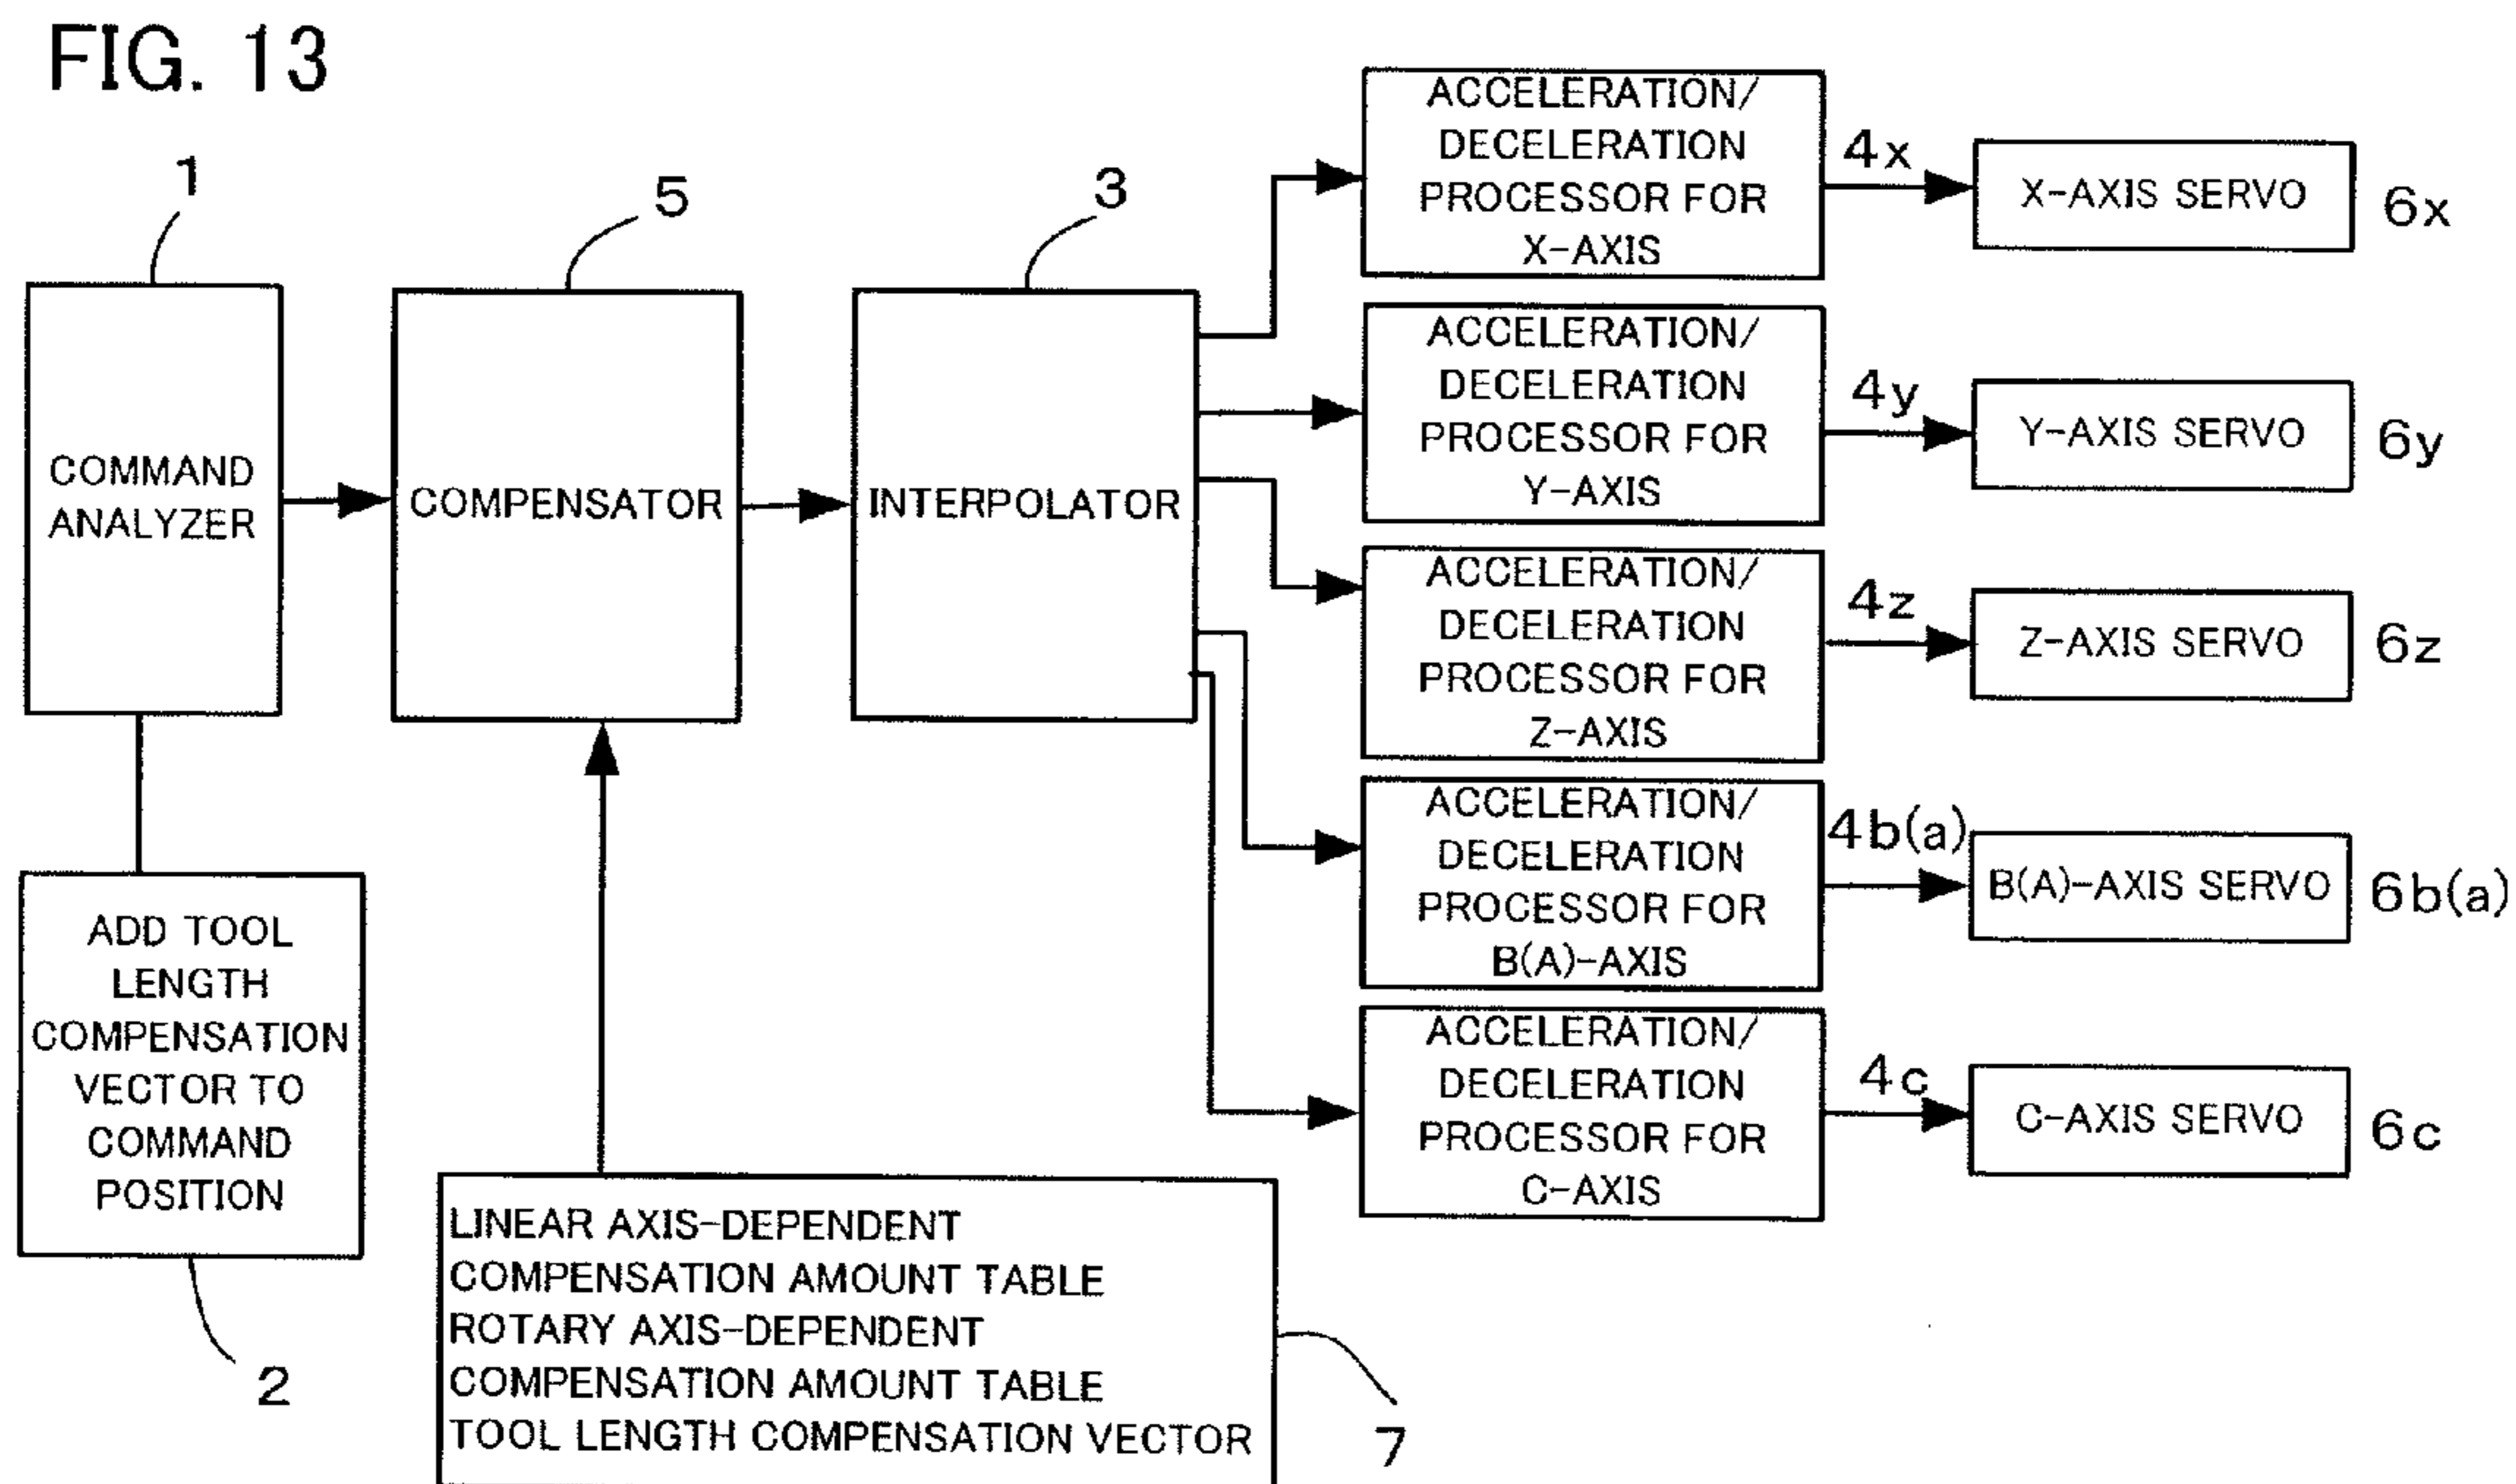 FIG. 13
1
5
3
COMMAND
ANALYZER
COMPENSATOR
INTERPOLATOR
ACCELERATION/
DECELERATION
PROCESSOR FOR
X-AXIS
4x
X-AXIS SERVO
6x
ACCELERATION/
DECELERATION
PROCESSOR FOR
Y-AXIS
4y
Y-AXIS SERVO
6y
ACCELERATION/
DECELERATION
PROCESSOR FOR
Z-AXIS
4z
Z-AXIS SERVO
6z
ACCELERATION/
DECELERATION
PROCESSOR FOR
B(A)-AXIS
4b(a)
B(A)-AXIS SERVO
6b(a)
ACCELERATION/
DECELERATION
PROCESSOR FOR
C-AXIS
4c
C-AXIS SERVO
6c
ADD TOOL
LENGTH
COMPENSATION
VECTOR TO
COMMAND
POSITION
2
LINEAR AXIS-DEPENDENT
COMPENSATION AMOUNT TABLE
ROTARY AXIS-DEPENDENT
COMPENSATION AMOUNT TABLE
TOOL LENGTH COMPENSATION VECTOR
7